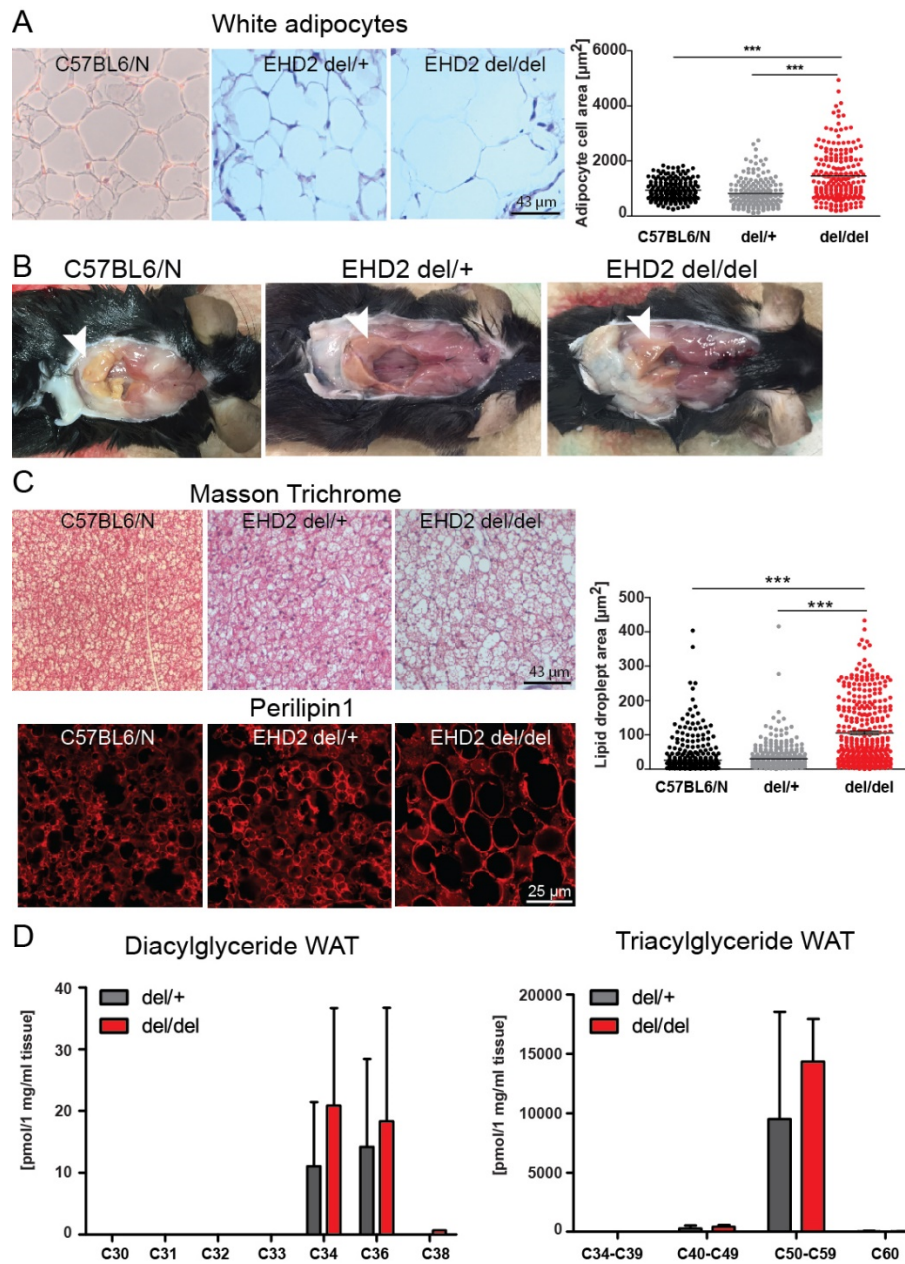 A
White adipocytes
C57BL6/N
EHD2 del/+
EHD2 del/del
43 µm
Adipocyte cell area [µm²]
6000
4000
2000
0
***
***
C57BL6/N
del/+
del/del
B
C57BL6/N
EHD2 del/+
EHD2 del/del
C
Masson Trichrome
C57BL6/N
EHD2 del/+
EHD2 del/del
43 µm
Perilipin1
C57BL6/N
EHD2 del/+
EHD2 del/del
25 µm
Lipid droplept area [µm²]
500
400
300
200
100
0
***
***
C57BL6/N
del/+
del/del
D
Diacylglyceride WAT
[pmol/1 mg/ml tissue]
40
30
20
10
0
del/+
del/del
C30 C31 C32 C33 C34 C36 C38
Triacylglyceride WAT
[pmol/1 mg/ml tissue]
20000
15000
10000
5000
0
del/+
del/del
C34-C39 C40-C49 C50-C59 C60